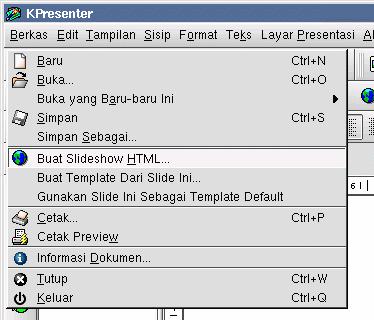 KPresenter
Berkas Edit Tampilan Sisip Format Teks Layar Presentasi
Baru Ctrl+N
Buka... Ctrl+O
Buka yang Baru-baru Ini
Simpan Ctrl+S
Simpan Sebagai...
Buat Slideshow HTML...
Buat Template Dari Slide Ini...
Gunakan Slide Ini Sebagai Template Default
Cetak... Ctrl+P
Cetak Preview
Informasi Dokumen...
Tutup Ctrl+W
Keluar Ctrl+Q